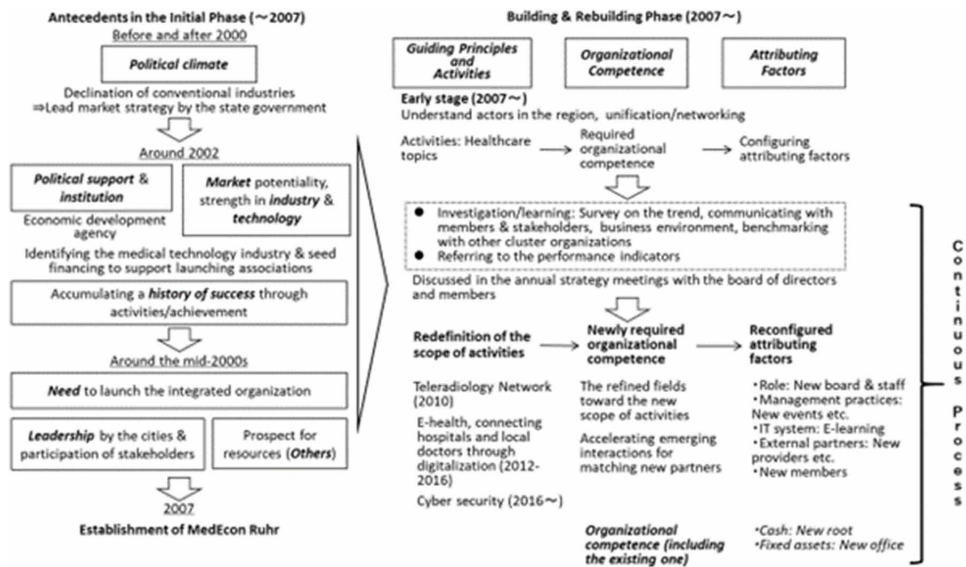 Antecedents in the Initial Phase (～2007)
Before and after 2000
Political climate
Declination of conventional industries
⇒Lead market strategy by the state government
Around 2002
Political support &
institution
Market potentiality,
strength in industry &
technology
Economic development
agency
Identifying the medical technology industry & seed
financing to support launching associations
Accumulating a history of success through
activities/achievement
Around the mid-2000s
Need to launch the integrated organization
Leadership by the cities &
participation of stakeholders
Prospect for
resources (Others)
2007
Establishment of MedEcon Ruhr
Building & Rebuilding Phase (2007～)
Guiding Principles
and
Activities
Organizational
Competence
Attributing
Factors
Early stage (2007～)
Understand actors in the region, unification/networking
Activities: Healthcare
topics
Required
organizational
competence
Configuring
attributing factors
● Investigation/learning: Survey on the trend, communicating with
members & stakeholders, business environment, benchmarking
with other cluster organizations
● Referring to the performance indicators
Discussed in the annual strategy meetings with the board of directors
and members
Redefinition of the
scope of activities
Newly required
organizational
competence
Reconfigured
attributing
factors
Teleradiology Network
(2010)
E-health, connecting
hospitals and local
doctors through
digitalization (2012-
2016)
Cyber security (2016～)
The refined fields
toward the new
scope of activities
Accelerating emerging
interactions for
matching new partners
Organizational
competence (including
the existing one)
・Role: New board & staff
・Management practices:
New events etc.
・IT system: E-learning
・External partners: New
providers etc.
・New members
・Cash: New root
・Fixed assets: New office
Continuous Process